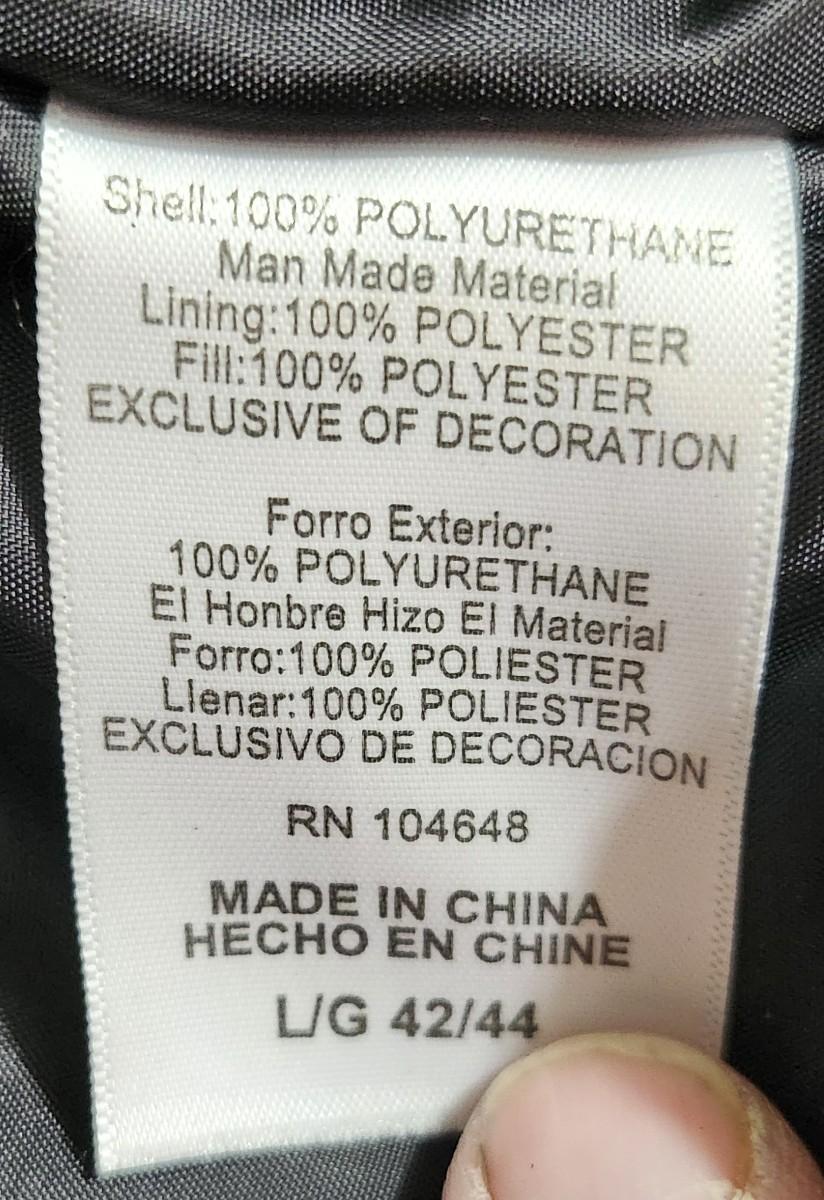 Shell:100% POLYURETHANE
Man Made Material
Lining:100% POLYESTER
Fill:100% POLYESTER
EXCLUSIVE OF DECORATION
Forro Exterior:
100% POLYURETHANE
El Honbre Hizo El Material
Forro:100% POLIESTER
Llenar:100% POLIESTER
EXCLUSIVO DE DECORACION
RN 104648
MADE IN CHINA
HECHO EN CHINE
L/G 42/44